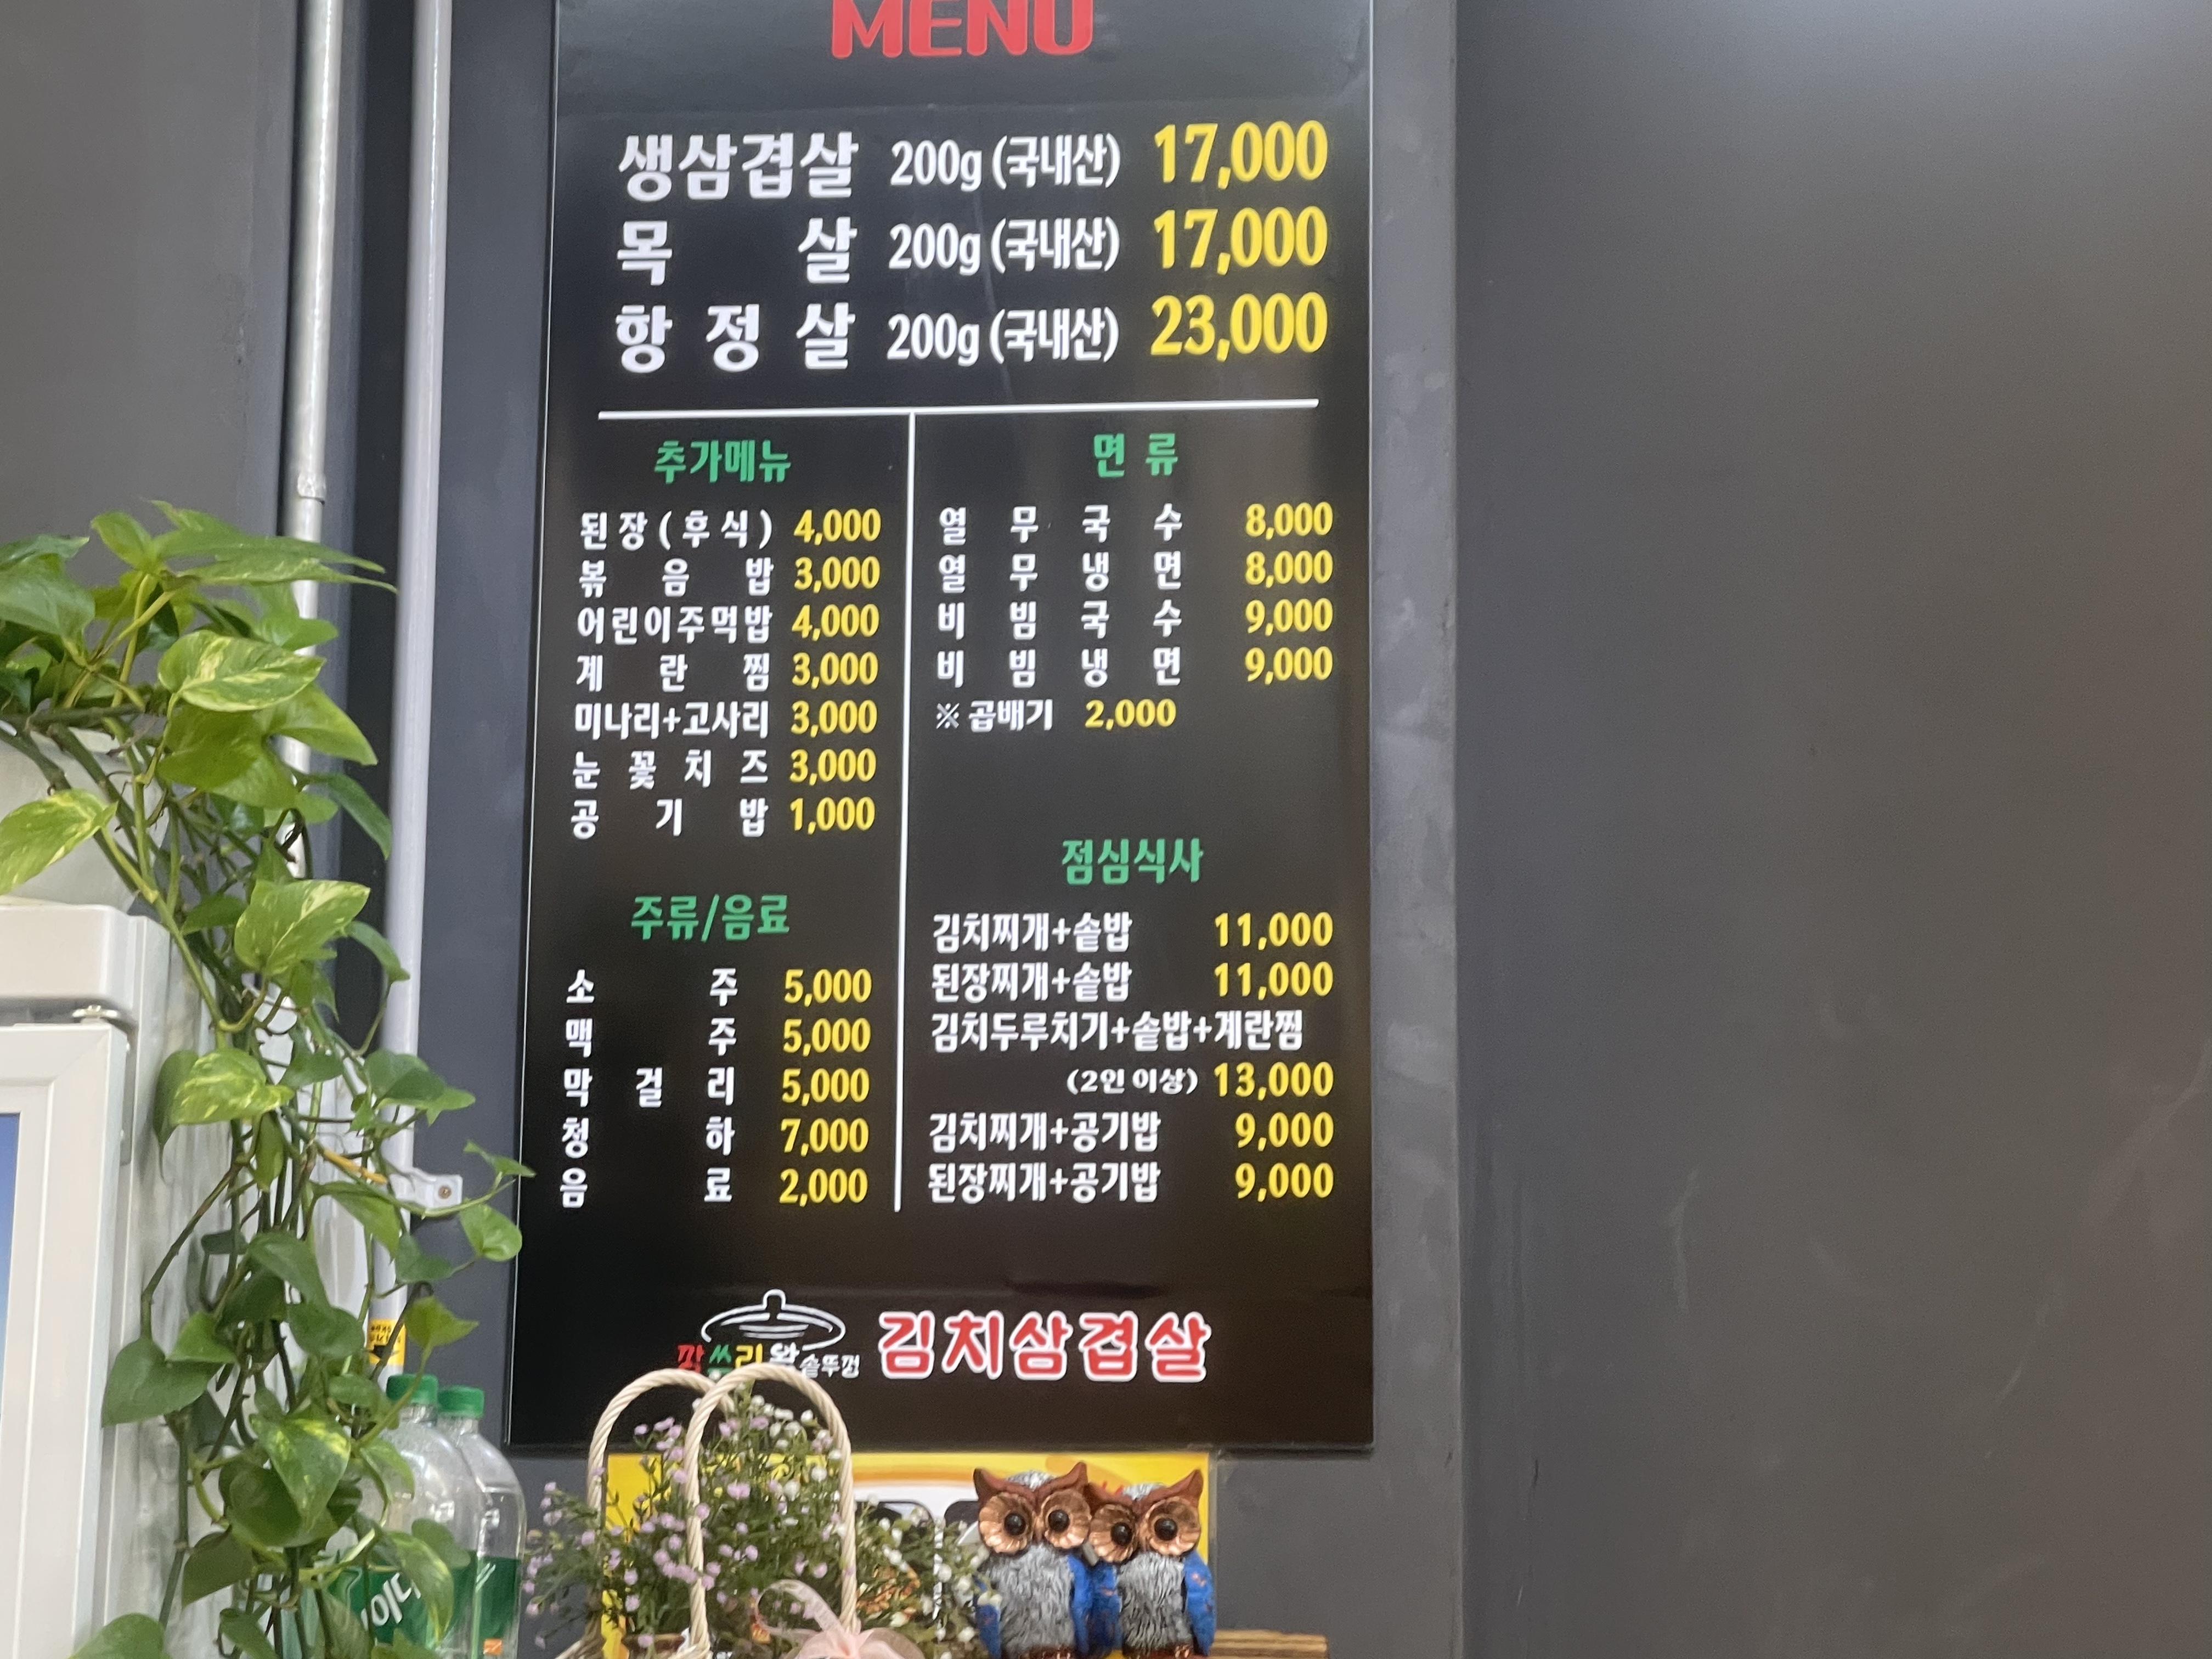 MENU
생삼겹살 200g (국내산) 17,000
목살 200g (국내산) 17,000
항정살 200g (국내산) 23,000
추가메뉴
된장(후식) 4,000
볶음밥 3,000
어린이주먹밥 4,000
계란찜 3,000
미나리+고사리 3,000
눈꽃치즈 3,000
공기밥 1,000
주류/음료
소주 5,000
맥주 5,000
막걸리 5,000
청하 7,000
음료 2,000
면류
열무국수 8,000
열무냉면 8,000
비빔국수 9,000
비빔냉면 9,000
※ 곱배기 2,000
점심식사
김치찌개+솥밥 11,000
된장찌개+솥밥 11,000
김치두루치기+솥밥+계란찜
(2인 이상) 13,000
김치찌개+공기밥 9,000
된장찌개+공기밥 9,000
솥뚜껑 김치삼겹살